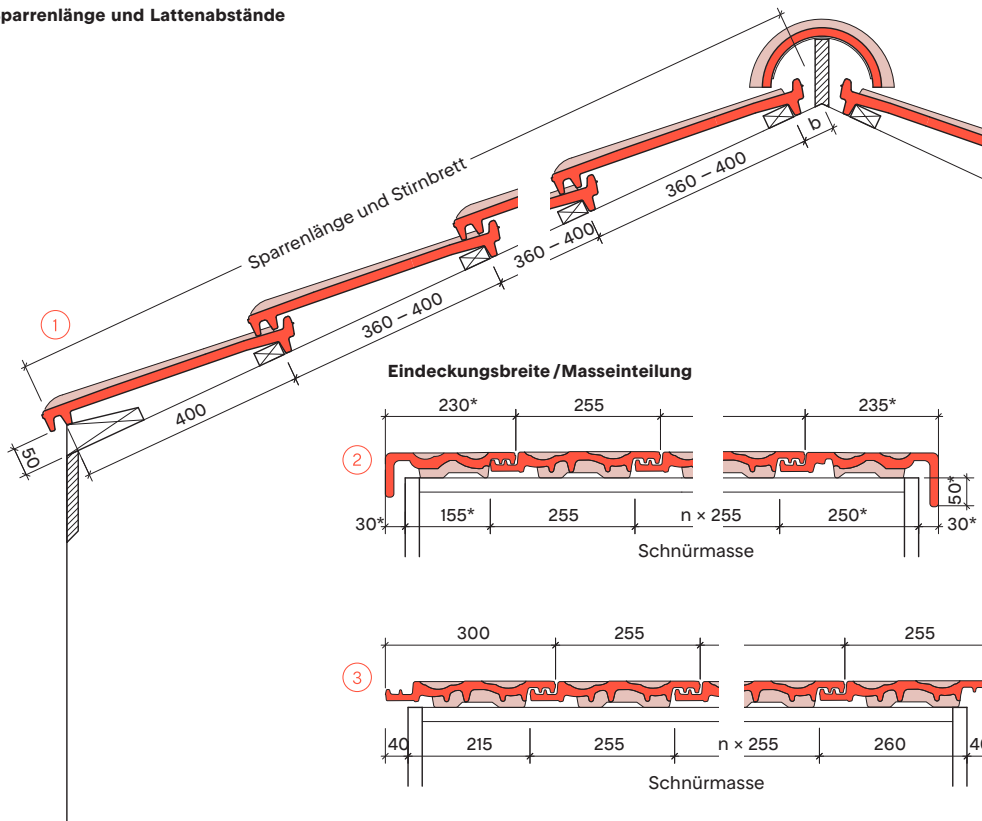 Sparrenlänge und Lattenabstände
Sparrenlänge und Stirnbrett
b
360 – 400
360 – 400
360 – 400
1
400
50
Eindeckungsbreite/Masseinteilung
230* 255 235*
2
50*
30* 155* 255 n × 255 250* 30*
Schnürmasse
300 255 255
3
40 215 255 n × 255 260
Schnürmasse